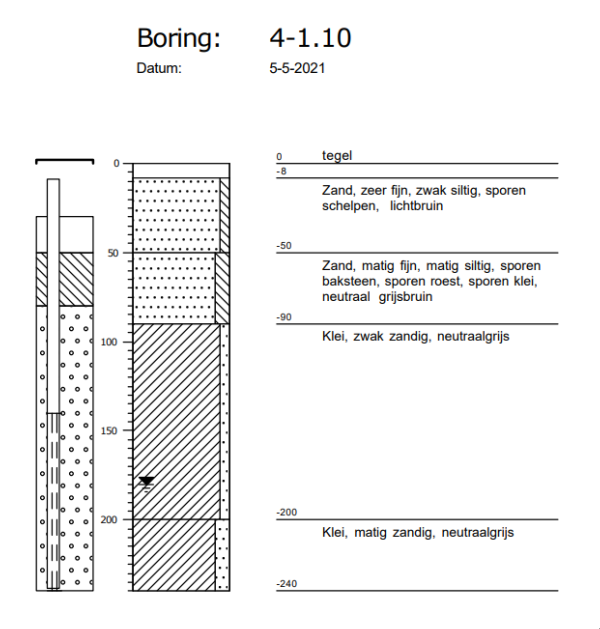 Boring: 4-1.10
Datum: 5-5-2021
0
50
100
150
200
0 tegel
-8
Zand, zeer fijn, zwak siltig, sporen
schelpen, lichtbruin
-50
Zand, matig fijn, matig siltig, sporen
baksteen, sporen roest, sporen klei,
neutraal grijsbruin
-90
Klei, zwak zandig, neutraalgrijs
-200
Klei, matig zandig, neutraalgrijs
-240